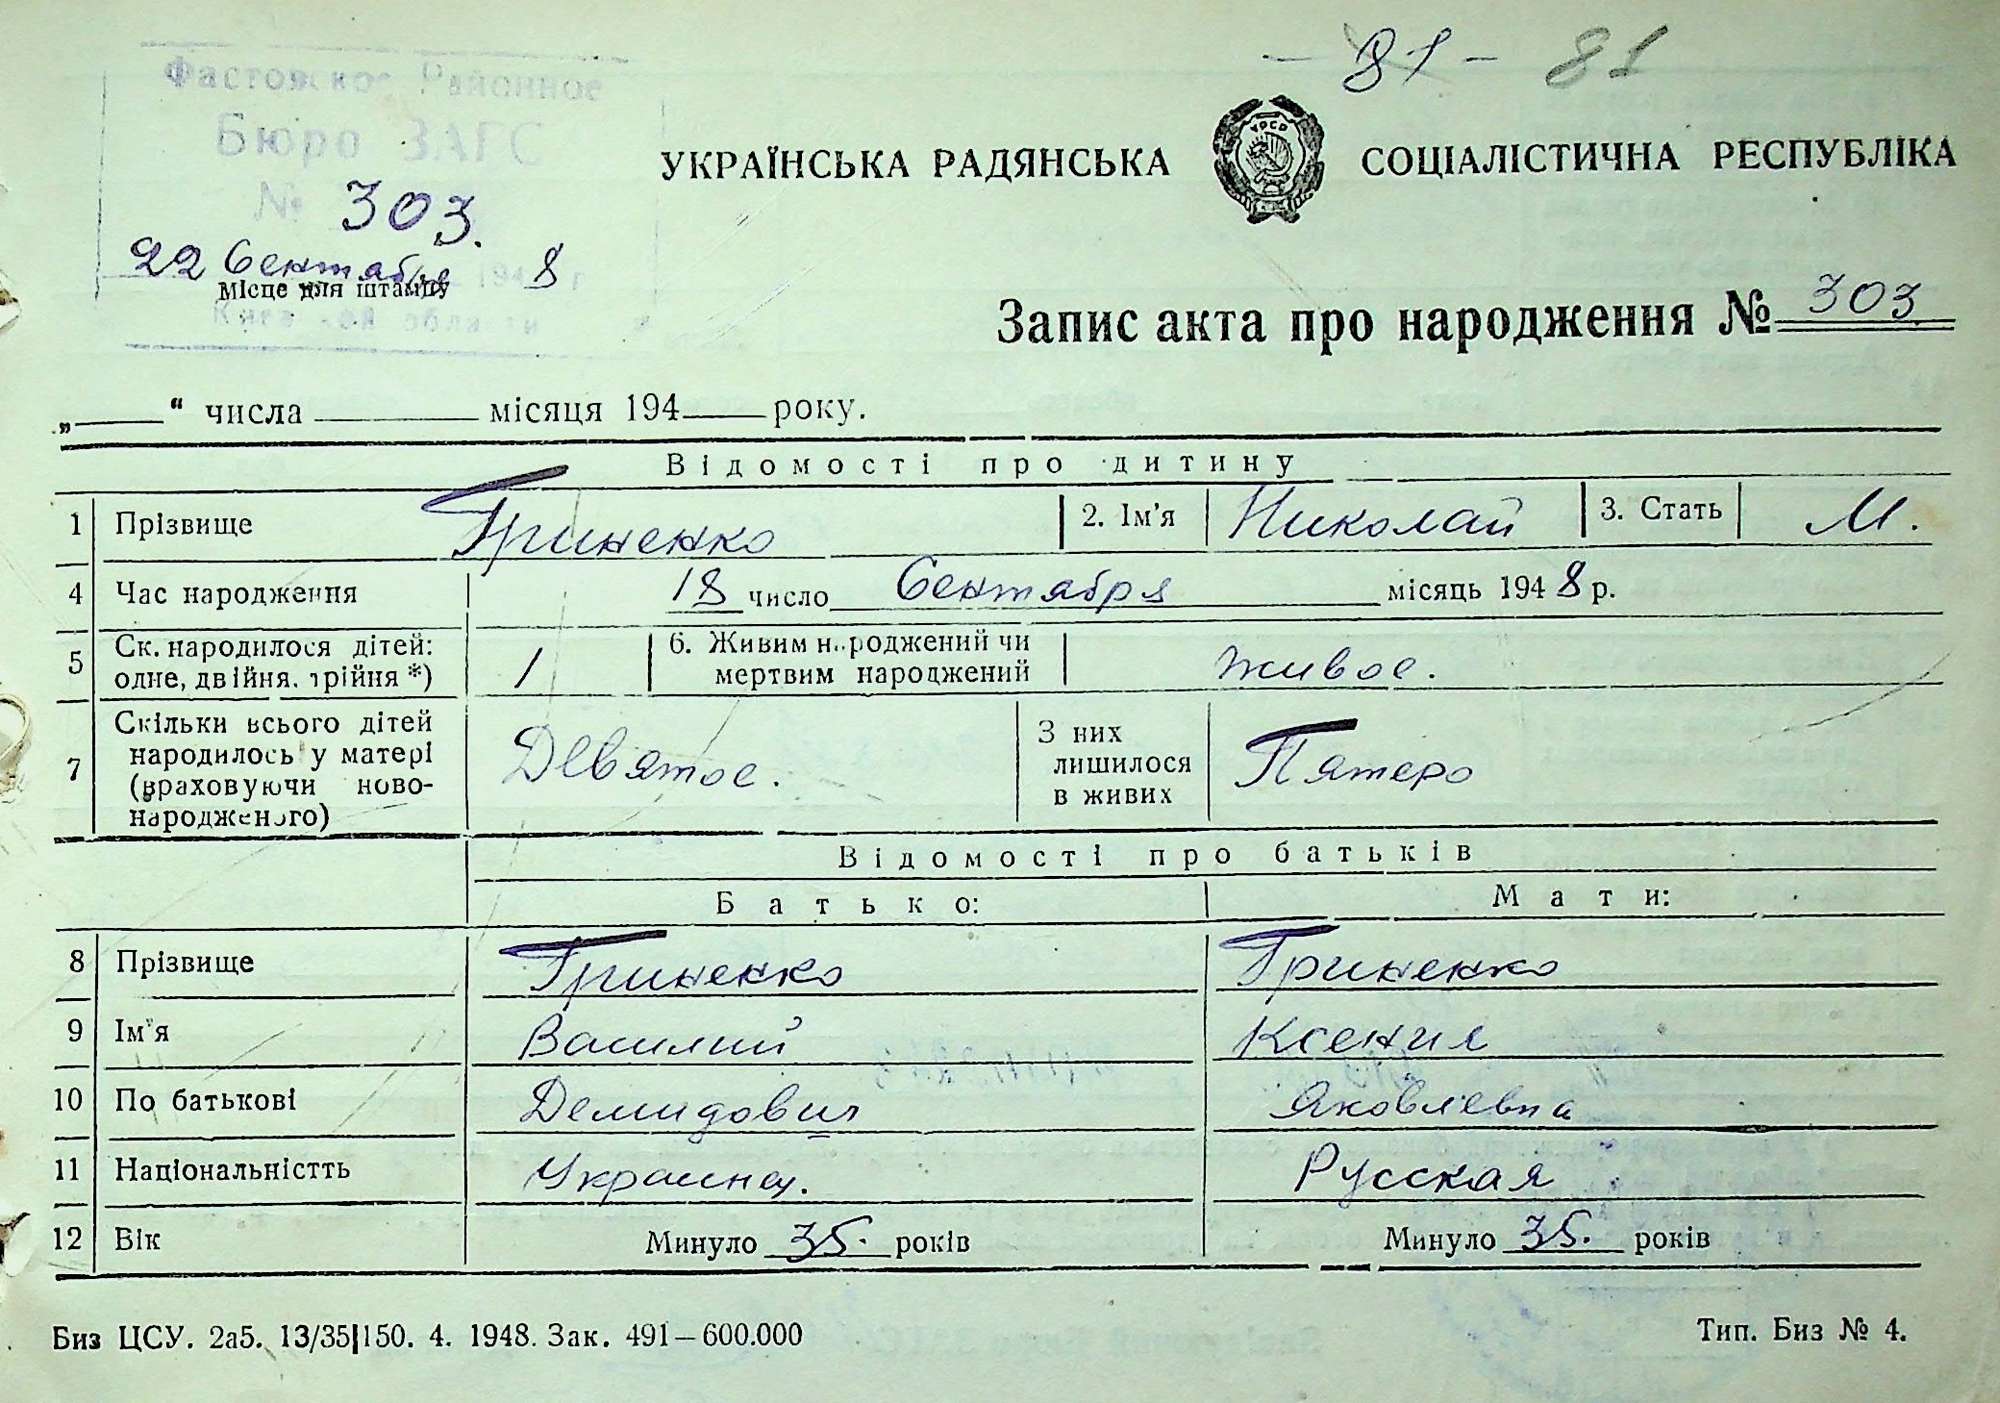 - 81 - 81
Фастовское Районное
Бюро ЗАГС
№ 303.
22 Сентября 1948 г
Місце для штампу
Киевской области
УКРАЇНСЬКА РАДЯНСЬКА СОЦІАЛІСТИЧНА РЕСПУБЛІКА
УРСР
Запис акта про народження № 303
„___“ числа ___ місяця 194___ року.
Відомості про дитину
1 Прізвище Гриненко 2. Ім'я Николай 3. Стать М.
4 Час народження 18 число Сентября місяць 1948 р.
5 Ск. народилося дітей: одне, двійня, трійня *) 1 6. Живим народжений чи мертвим народжений живое.
7 Скільки всього дітей народилось у матері (враховуючи ново-народженого) Девятое. З них лишилося в живих Пятеро
Відомості про батьків
Батько: Мати:
8 Прізвище Гриненко Гриненко
9 Ім'я Василий Ксения
10 По батькові Демидович Яковлевна
11 Національністть Украинец. Русская
12 Вік Минуло 35. років Минуло 35. років
Биз ЦСУ. 2а5. 13/35|150. 4. 1948. Зак. 491—600.000 Тип. Биз № 4.